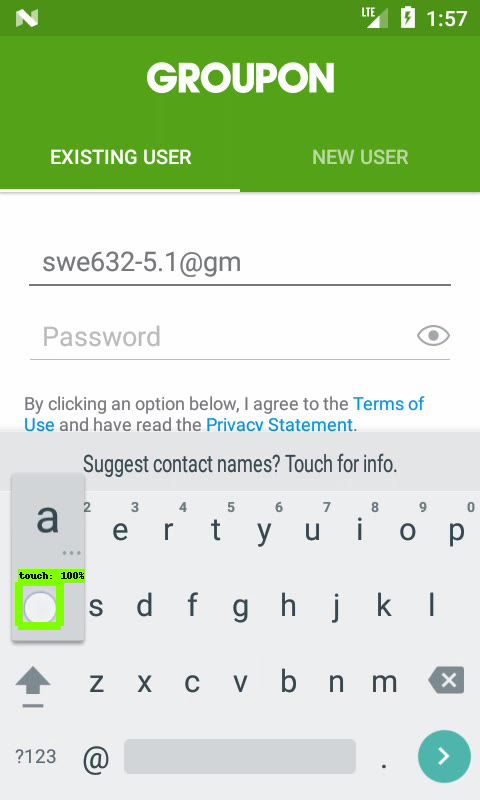 LTE 1:57
GROUPON
EXISTING USER NEW USER
swe632-5.1@gm
Password
By clicking an option below, I agree to the Terms of
Use and have read the Privacy Statement.
Suggest contact names? Touch for info.
2 3 4 5 6 7 8 9 0
a e r t y u i o p
...
touch: 100%
s d f g h j k l
z x c v b n m
?123 @ .